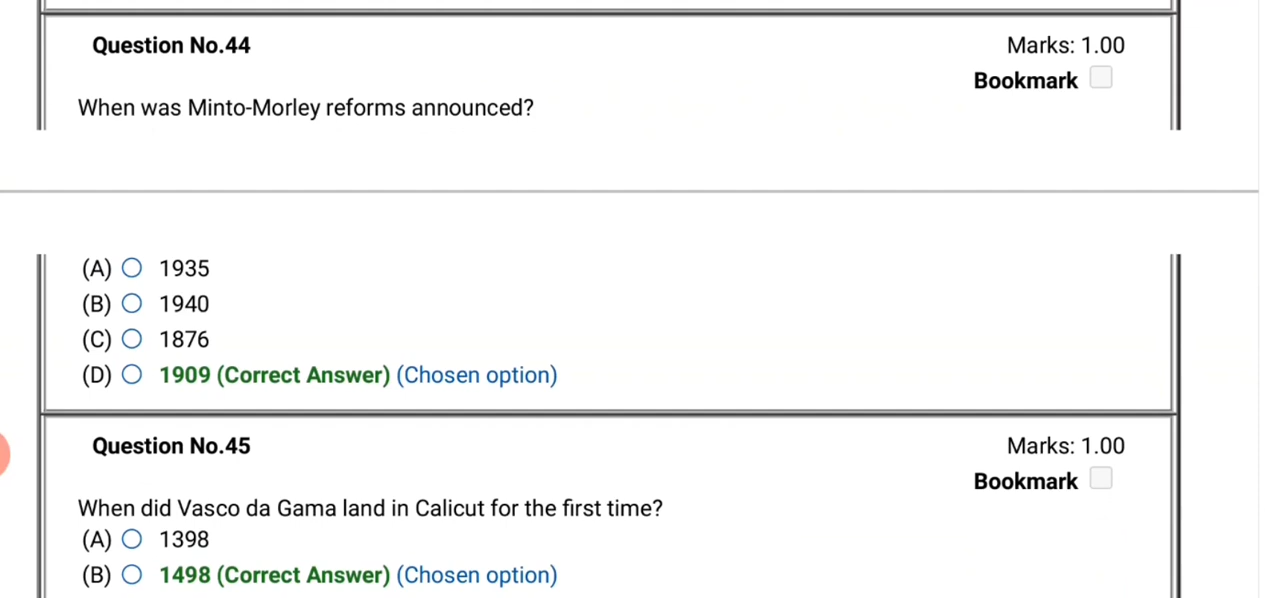 Question No.44
Marks: 1.00
Bookmark
When was Minto-Morley reforms announced?
(A) 1935
(B) 1940
(C) 1876
(D) 1909 (Correct Answer) (Chosen option)
Question No.45
Marks: 1.00
Bookmark
When did Vasco da Gama land in Calicut for the first time?
(A) 1398
(B) 1498 (Correct Answer) (Chosen option)